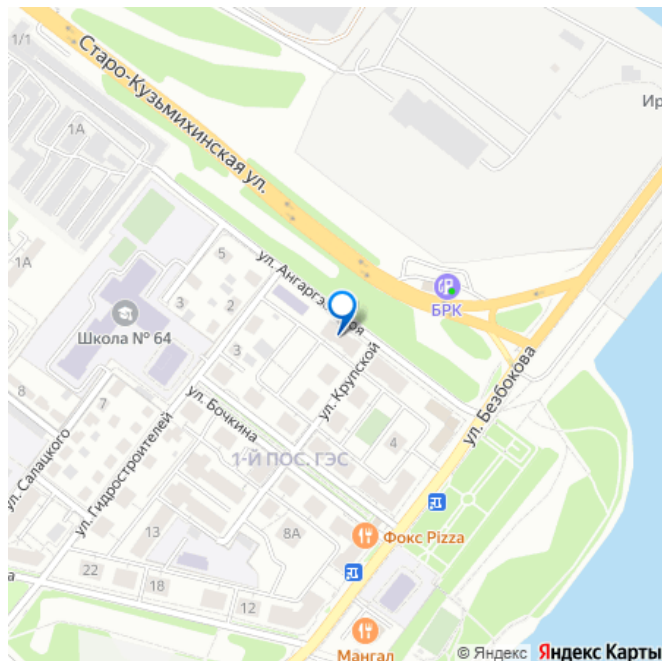 1/1
Старо-Кузьмихинская ул.
Ир
1А
1А
5
ул. Ангаргэс
ря
БРК
3
2
Школа № 64
3
ул. Крупской
ул. Безбокова
8
7
ул. Бочкина
4
1-Й ПОС. ГЭС
ул. Салацкого
ул. Гидростроителей
13
8А
Фокс Pizza
22
18
12
а
Мангал
© Яндекс Яндекс Карты